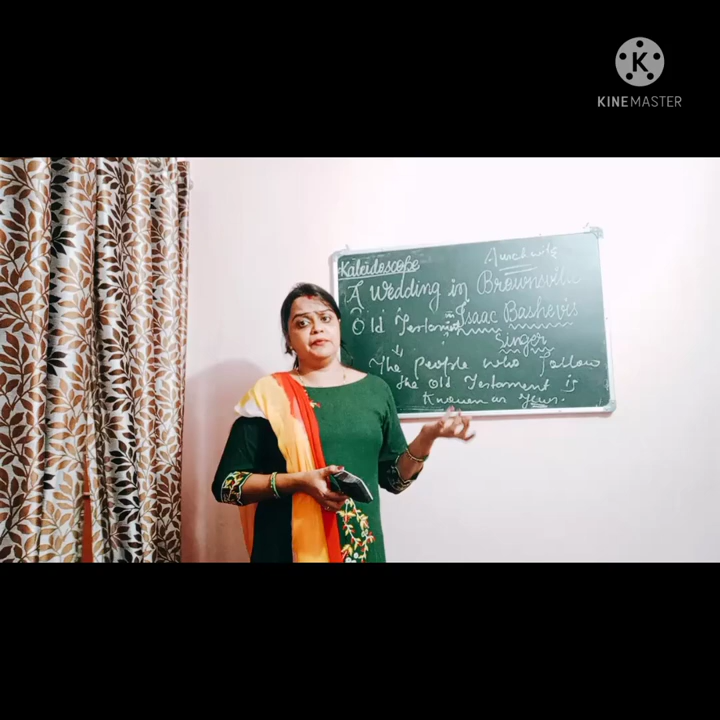 KINEMASTER
Auschwitz
Kaleidoscope
A Wedding in Brownsville
Old Testament
Isaac Bashevis
Singer
The people who follow
the Old Testament is
known as Jews.